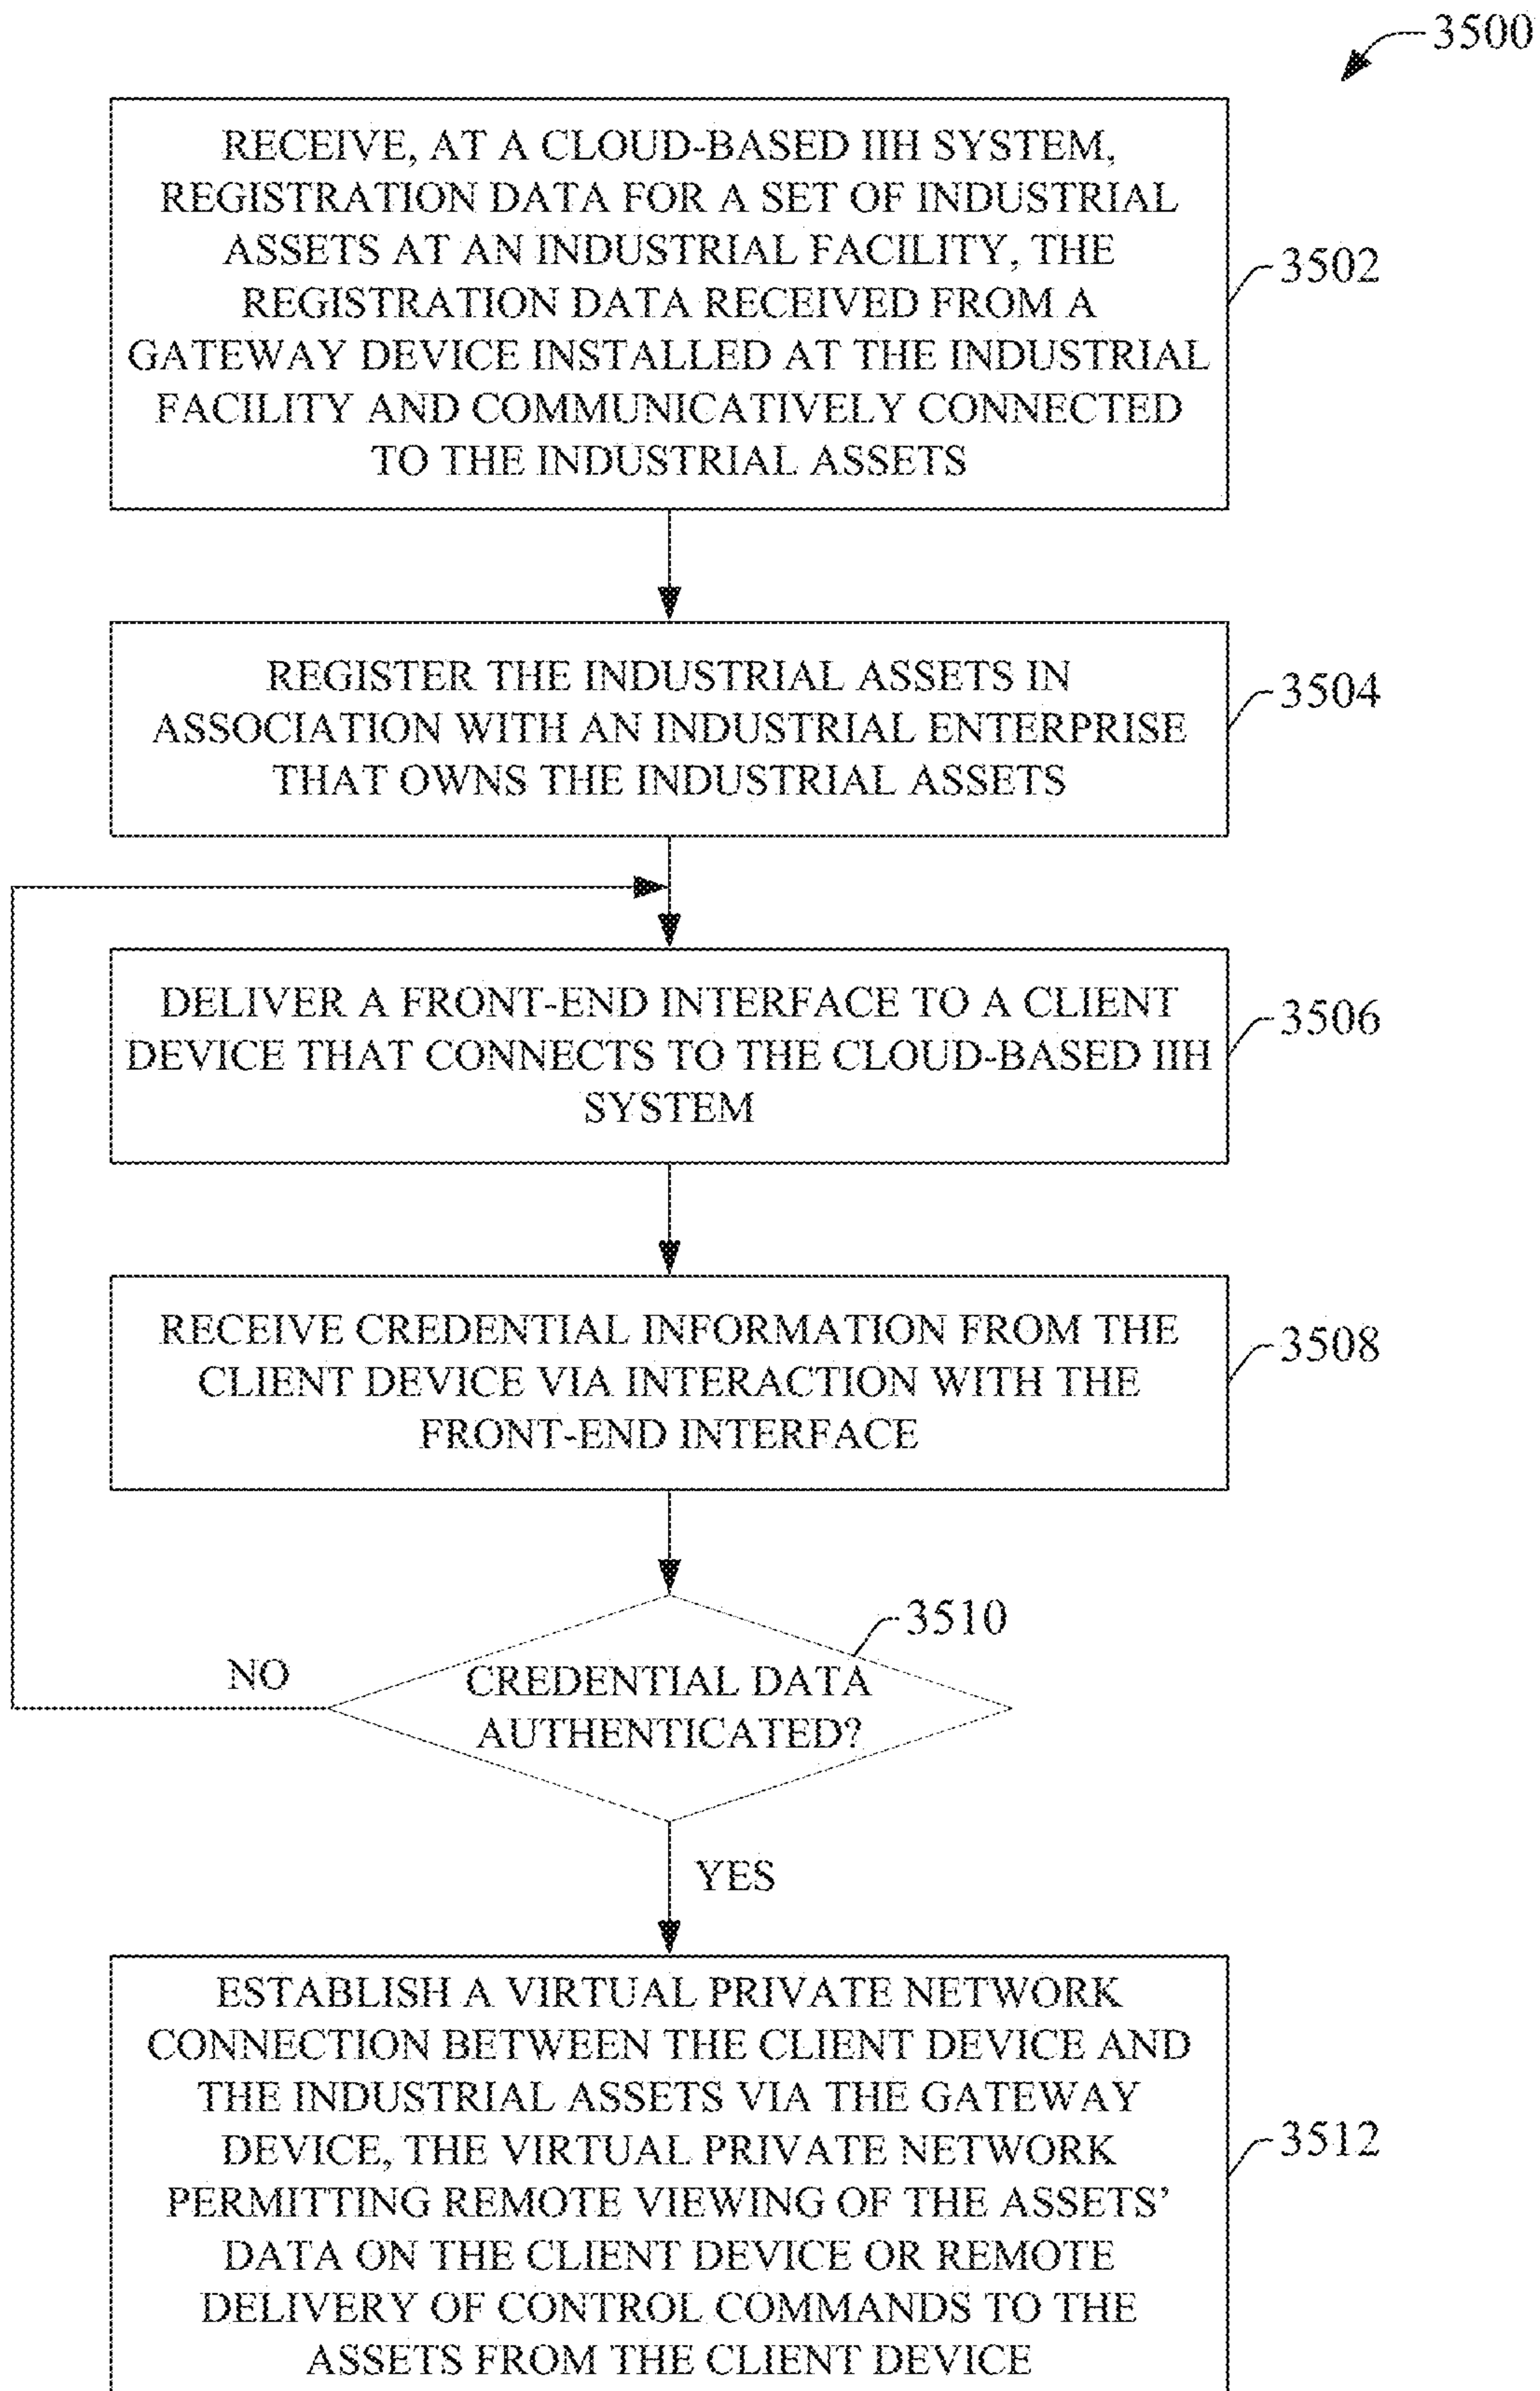 3500
RECEIVE, AT A CLOUD-BASED IIH SYSTEM,
REGISTRATION DATA FOR A SET OF INDUSTRIAL
ASSETS AT AN INDUSTRIAL FACILITY, THE
REGISTRATION DATA RECEIVED FROM A
GATEWAY DEVICE INSTALLED AT THE INDUSTRIAL
FACILITY AND COMMUNICATIVELY CONNECTED
TO THE INDUSTRIAL ASSETS
3502
REGISTER THE INDUSTRIAL ASSETS IN
ASSOCIATION WITH AN INDUSTRIAL ENTERPRISE
THAT OWNS THE INDUSTRIAL ASSETS
3504
DELIVER A FRONT-END INTERFACE TO A CLIENT
DEVICE THAT CONNECTS TO THE CLOUD-BASED IIH
SYSTEM
3506
RECEIVE CREDENTIAL INFORMATION FROM THE
CLIENT DEVICE VIA INTERACTION WITH THE
FRONT-END INTERFACE
3508
3510
NO
CREDENTIAL DATA
AUTHENTICATED?
YES
ESTABLISH A VIRTUAL PRIVATE NETWORK
CONNECTION BETWEEN THE CLIENT DEVICE AND
THE INDUSTRIAL ASSETS VIA THE GATEWAY
DEVICE, THE VIRTUAL PRIVATE NETWORK
PERMITTING REMOTE VIEWING OF THE ASSETS’
DATA ON THE CLIENT DEVICE OR REMOTE
DELIVERY OF CONTROL COMMANDS TO THE
ASSETS FROM THE CLIENT DEVICE
3512